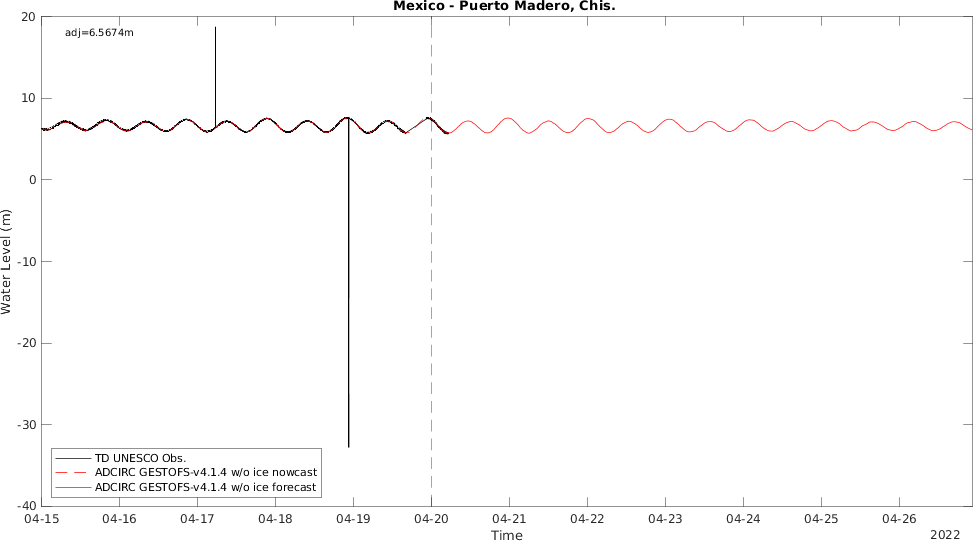 Mexico - Puerto Madero, Chis.
adj=6.5674m
20
10
0
-10
-20
-30
-40
Water Level (m)
TD UNESCO Obs.
ADCIRC GESTOFS-v4.1.4 w/o ice nowcast
ADCIRC GESTOFS-v4.1.4 w/o ice forecast
04-15 04-16 04-17 04-18 04-19 04-20 04-21 04-22 04-23 04-24 04-25 04-26
Time
2022